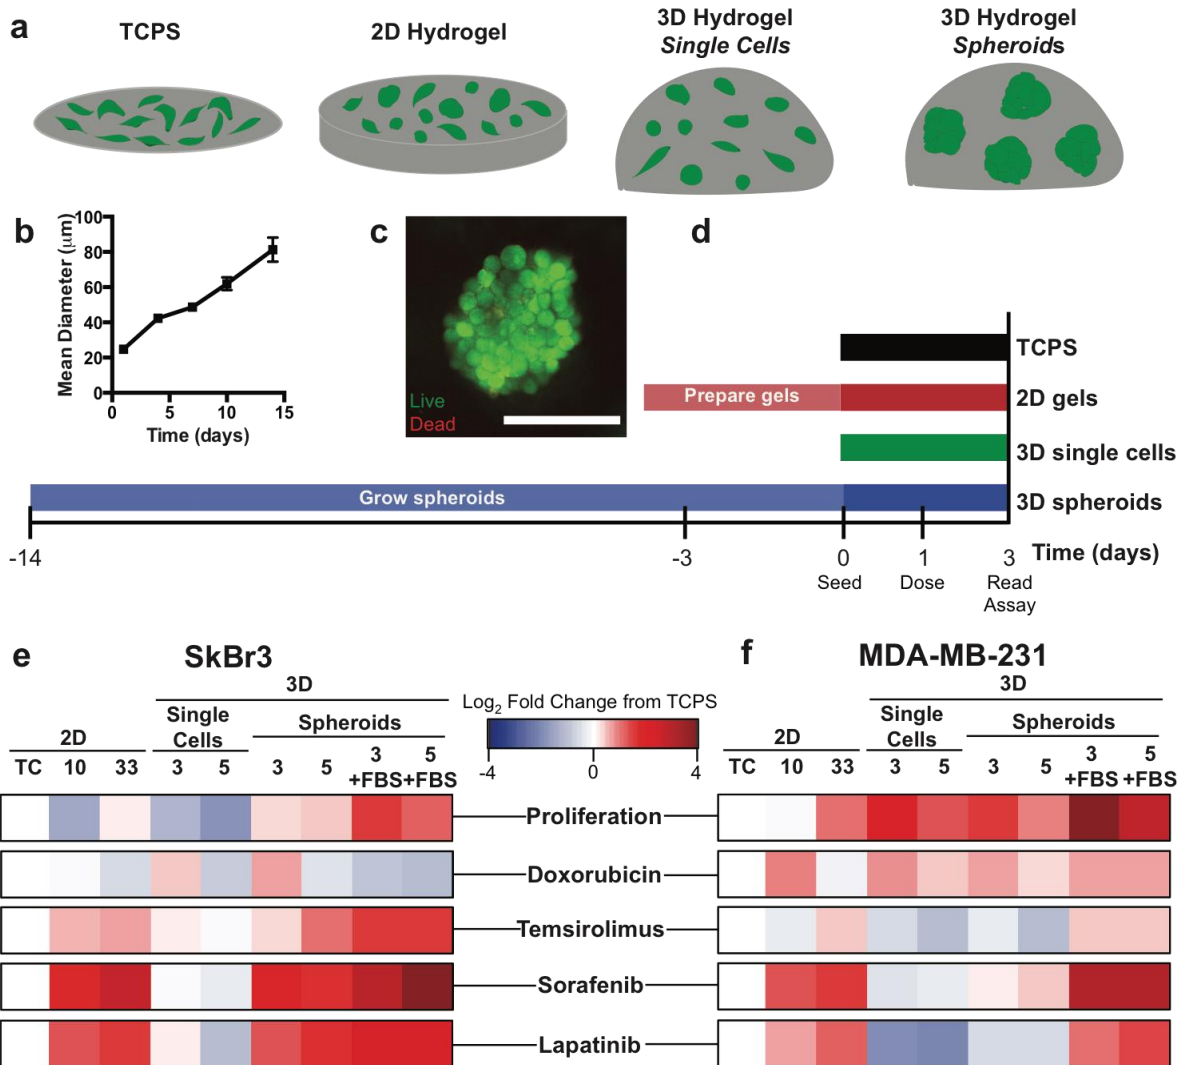 a
TCPS
2D Hydrogel
3D Hydrogel
Single Cells
3D Hydrogel
Spheroids
b
Mean Diameter (μm)
100
80
60
40
20
0
0 5 10 15
Time (days)
c
Live
Dead
d
TCPS
Prepare gels
2D gels
3D single cells
Grow spheroids
3D spheroids
-14 -3 0 1 3 Time (days)
Seed Dose Read
Assay
e SkBr3
3D
Single
Cells
Spheroids
2D
TC 10 33 3 5 3 5 3
+FBS 5
+FBS
Log2 Fold Change from TCPS
-4 0 4
f MDA-MB-231
3D
Single
Cells
Spheroids
2D
TC 10 33 3 5 3 5 3
+FBS 5
+FBS
Proliferation
Doxorubicin
Temsirolimus
Sorafenib
Lapatinib